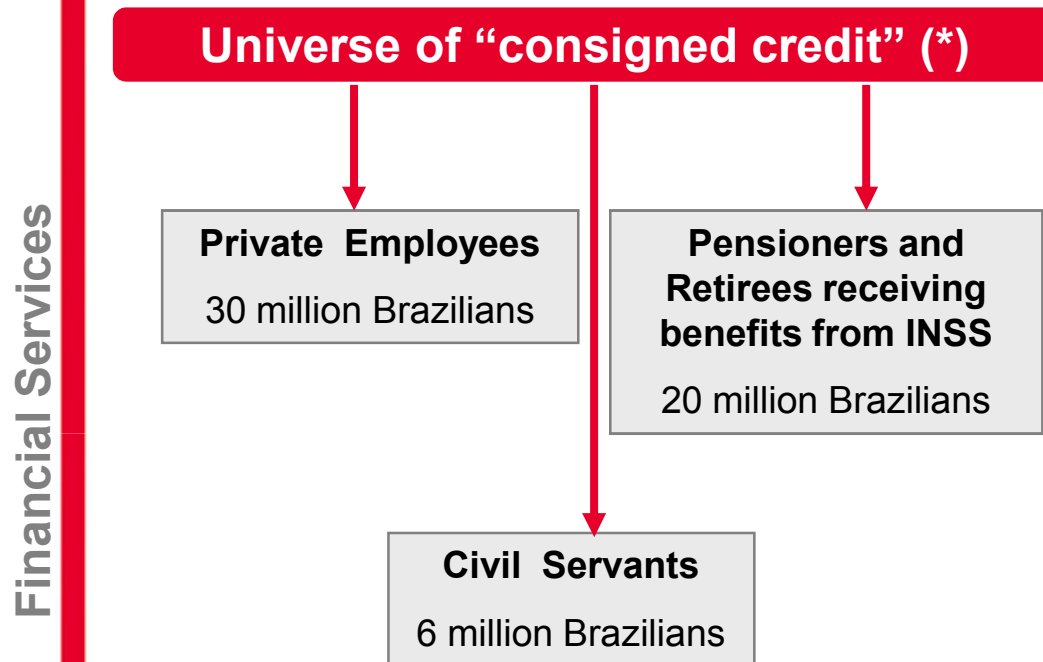 Universe of “consigned credit” (*)
Financial Services
Private Employees
30 million Brazilians
Pensioners and
Retirees receiving
benefits from INSS
20 million Brazilians
Civil Servants
6 million Brazilians